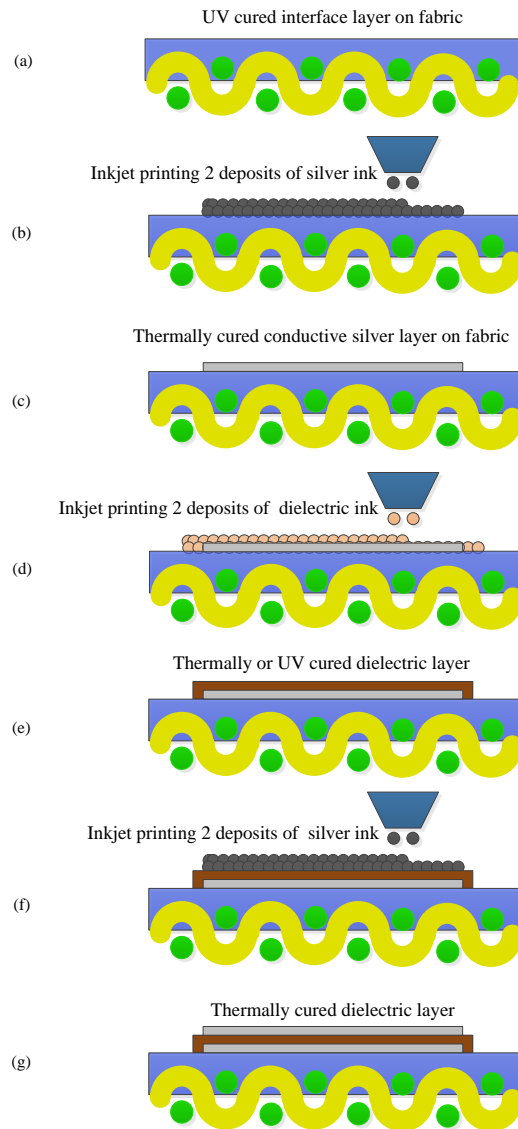 UV cured interface layer on fabric
(a)
Inkjet printing 2 deposits of silver ink
(b)
Thermally cured conductive silver layer on fabric
(c)
Inkjet printing 2 deposits of dielectric ink
(d)
Thermally or UV cured dielectric layer
(e)
Inkjet printing 2 deposits of silver ink
(f)
Thermally cured dielectric layer
(g)